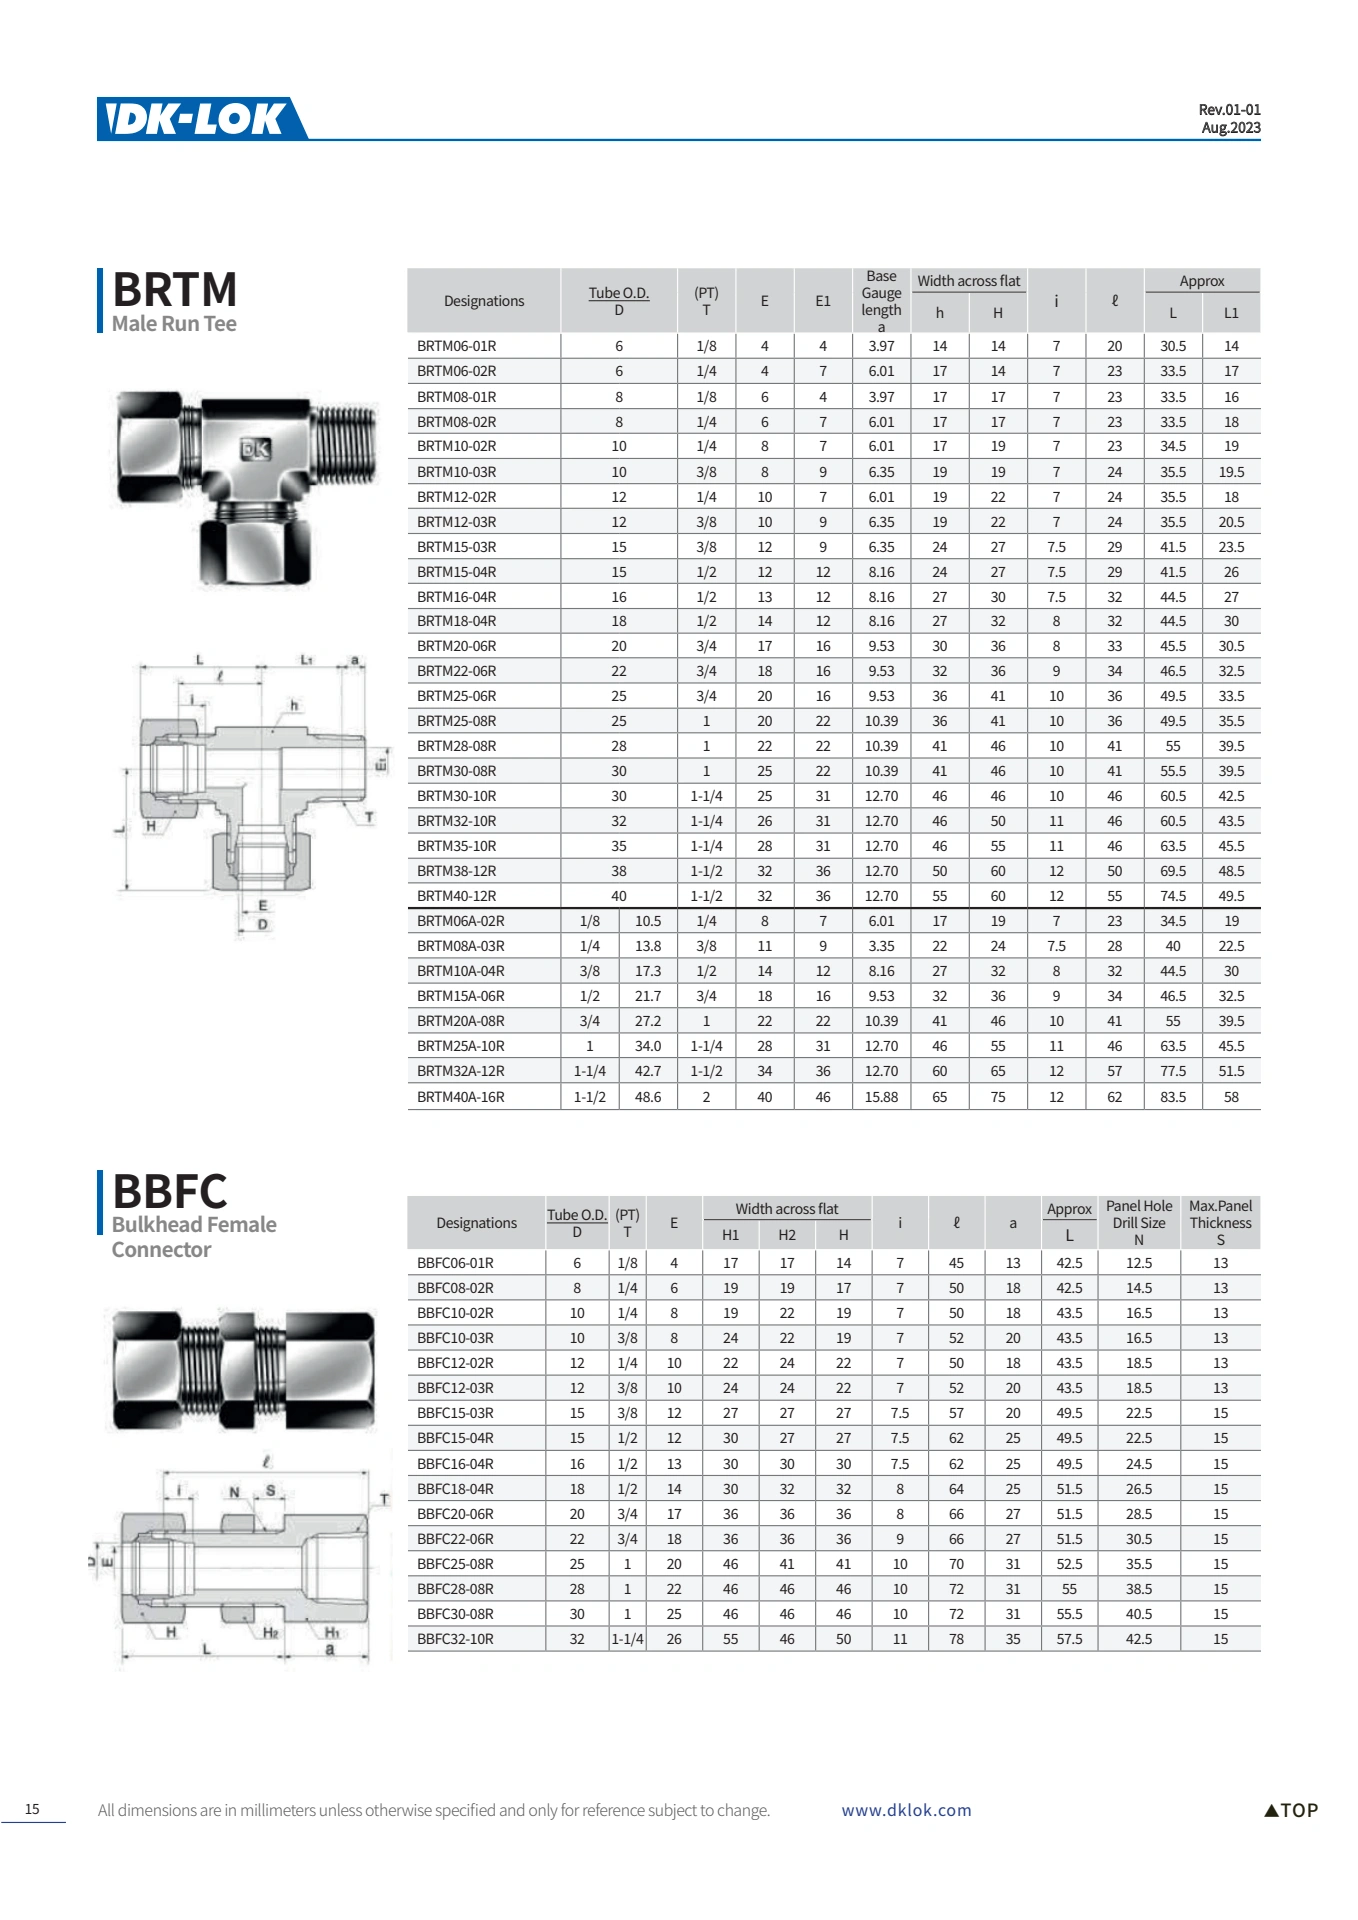 DK-LOK
Rev.01-01
Aug.2023
BRTM
Male Run Tee
DK
L L1 a
ℓ
i h
E1
L H T
E
D
Designations Tube O.D. D (PT) T E E1 Base Gauge length a Width across flat h H i ℓ Approx L L1
BRTM06-01R 6 1/8 4 4 3.97 14 14 7 20 30.5 14
BRTM06-02R 6 1/4 4 7 6.01 17 14 7 23 33.5 17
BRTM08-01R 8 1/8 6 4 3.97 17 17 7 23 33.5 16
BRTM08-02R 8 1/4 6 7 6.01 17 17 7 23 33.5 18
BRTM10-02R 10 1/4 8 7 6.01 17 19 7 23 34.5 19
BRTM10-03R 10 3/8 8 9 6.35 19 19 7 24 35.5 19.5
BRTM12-02R 12 1/4 10 7 6.01 19 22 7 24 35.5 18
BRTM12-03R 12 3/8 10 9 6.35 19 22 7 24 35.5 20.5
BRTM15-03R 15 3/8 12 9 6.35 24 27 7.5 29 41.5 23.5
BRTM15-04R 15 1/2 12 12 8.16 24 27 7.5 29 41.5 26
BRTM16-04R 16 1/2 13 12 8.16 27 30 7.5 32 44.5 27
BRTM18-04R 18 1/2 14 12 8.16 27 32 8 32 44.5 30
BRTM20-06R 20 3/4 17 16 9.53 30 36 8 33 45.5 30.5
BRTM22-06R 22 3/4 18 16 9.53 32 36 9 34 46.5 32.5
BRTM25-06R 25 3/4 20 16 9.53 36 41 10 36 49.5 33.5
BRTM25-08R 25 1 20 22 10.39 36 41 10 36 49.5 35.5
BRTM28-08R 28 1 22 22 10.39 41 46 10 41 55 39.5
BRTM30-08R 30 1 25 22 10.39 41 46 10 41 55.5 39.5
BRTM30-10R 30 1-1/4 25 31 12.70 46 46 10 46 60.5 42.5
BRTM32-10R 32 1-1/4 26 31 12.70 46 50 11 46 60.5 43.5
BRTM35-10R 35 1-1/4 28 31 12.70 46 55 11 46 63.5 45.5
BRTM38-12R 38 1-1/2 32 36 12.70 50 60 12 50 69.5 48.5
BRTM40-12R 40 1-1/2 32 36 12.70 55 60 12 55 74.5 49.5
BRTM06A-02R 1/8 10.5 1/4 8 7 6.01 17 19 7 23 34.5 19
BRTM08A-03R 1/4 13.8 3/8 11 9 3.35 22 24 7.5 28 40 22.5
BRTM10A-04R 3/8 17.3 1/2 14 12 8.16 27 32 8 32 44.5 30
BRTM15A-06R 1/2 21.7 3/4 18 16 9.53 32 36 9 34 46.5 32.5
BRTM20A-08R 3/4 27.2 1 22 22 10.39 41 46 10 41 55 39.5
BRTM25A-10R 1 34.0 1-1/4 28 31 12.70 46 55 11 46 63.5 45.5
BRTM32A-12R 1-1/4 42.7 1-1/2 34 36 12.70 60 65 12 57 77.5 51.5
BRTM40A-16R 1-1/2 48.6 2 40 46 15.88 65 75 12 62 83.5 58
BBFC
Bulkhead Female
Connector
ℓ
i N S T
D E
H H2 H1
L a
Designations Tube O.D. D (PT) T E Width across flat H1 H2 H i ℓ a Approx L Panel Hole Drill Size N Max.Panel Thickness S
BBFC06-01R 6 1/8 4 17 17 14 7 45 13 42.5 12.5 13
BBFC08-02R 8 1/4 6 19 19 17 7 50 18 42.5 14.5 13
BBFC10-02R 10 1/4 8 19 22 19 7 50 18 43.5 16.5 13
BBFC10-03R 10 3/8 8 24 22 19 7 52 20 43.5 16.5 13
BBFC12-02R 12 1/4 10 22 24 22 7 50 18 43.5 18.5 13
BBFC12-03R 12 3/8 10 24 24 22 7 52 20 43.5 18.5 13
BBFC15-03R 15 3/8 12 27 27 27 7.5 57 20 49.5 22.5 15
BBFC15-04R 15 1/2 12 30 27 27 7.5 62 25 49.5 22.5 15
BBFC16-04R 16 1/2 13 30 30 30 7.5 62 25 49.5 24.5 15
BBFC18-04R 18 1/2 14 30 32 32 8 64 25 51.5 26.5 15
BBFC20-06R 20 3/4 17 36 36 36 8 66 27 51.5 28.5 15
BBFC22-06R 22 3/4 18 36 36 36 9 66 27 51.5 30.5 15
BBFC25-08R 25 1 20 46 41 41 10 70 31 52.5 35.5 15
BBFC28-08R 28 1 22 46 46 46 10 72 31 55 38.5 15
BBFC30-08R 30 1 25 46 46 46 10 72 31 55.5 40.5 15
BBFC32-10R 32 1-1/4 26 55 46 50 11 78 35 57.5 42.5 15
15 All dimensions are in millimeters unless otherwise specified and only for reference subject to change. www.dklok.com ▲TOP